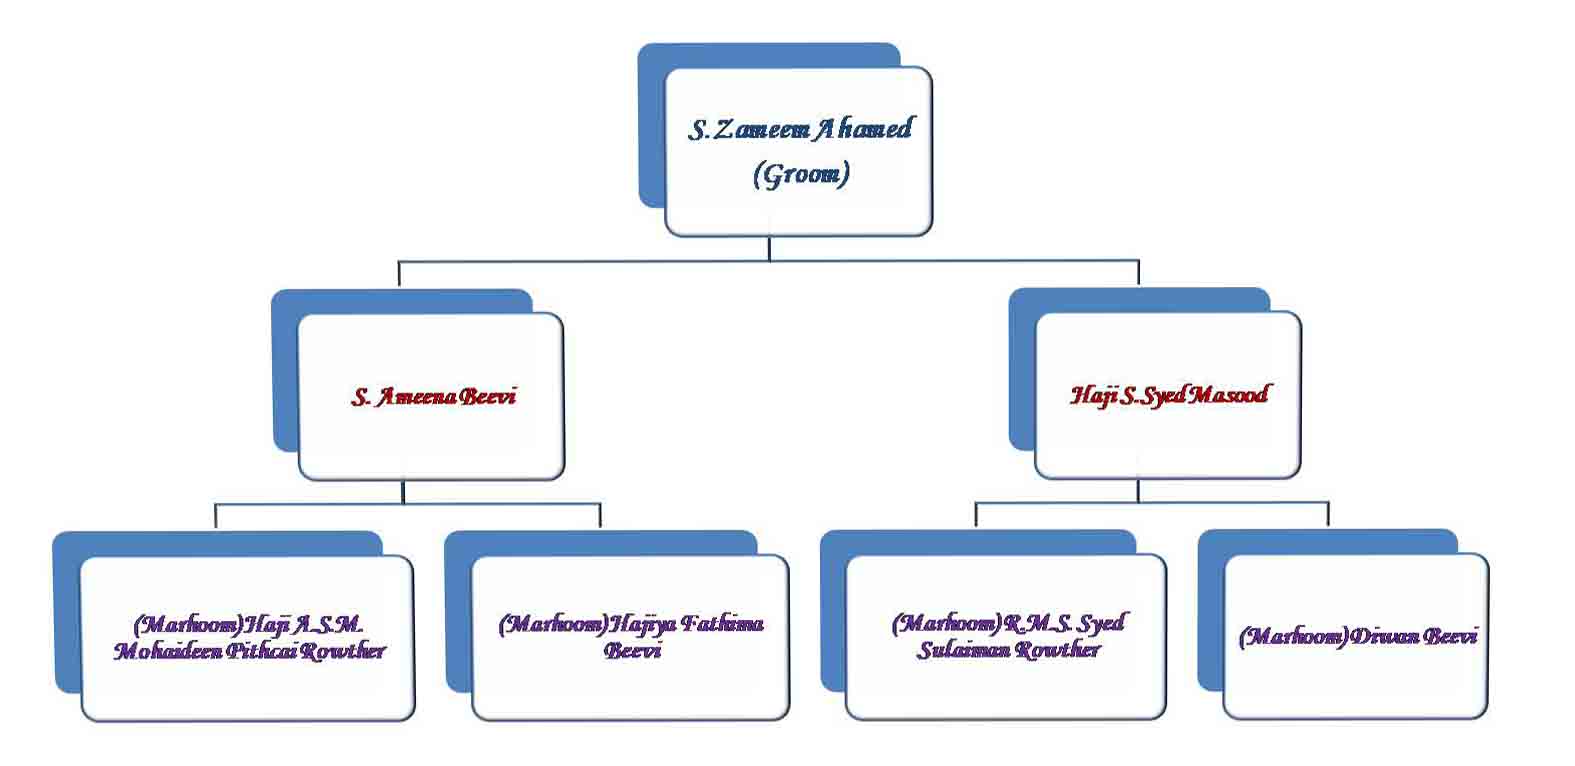 S.Zameem Ahamed
(Groom)
S. Ameena Beevi
Haji S.Syed Masood
(Marhoom)Haji A.S.M.
Mohaideen Pithcai Rowther
(Marhoom)Hajiya Fathima
Beevi
(Marhoom)R.M.S. Syed
Sulaiman Rowther
(Marhoom)Diwan Beevi